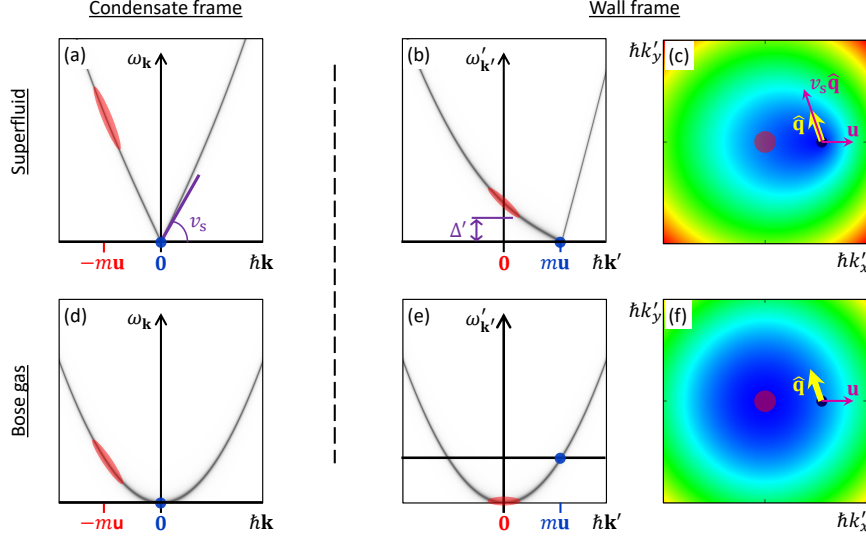 Condensate frame
Wall frame
Superfluid
(a)
ω𝐤
vₛ
−m𝐮
𝟎
ℏ𝐤
(b)
ω′𝐤′
Δ′
𝟎
m𝐮
ℏ𝐤′
(c)
ℏk′y
vₛq̂
q̂
𝐮
ℏk′x
Bose gas
(d)
ω𝐤
−m𝐮
𝟎
ℏ𝐤
(e)
ω′𝐤′
𝟎
m𝐮
ℏ𝐤′
(f)
ℏk′y
q̂
𝐮
ℏk′x